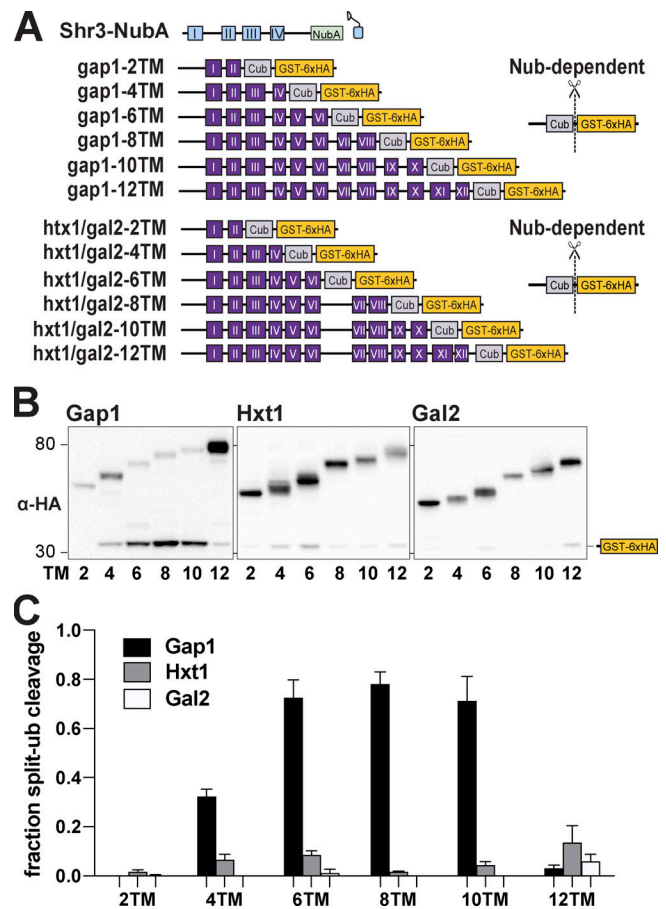 A
Shr3-NubA I II III IV NubA
gap1-2TM I II Cub GST-6xHA
gap1-4TM I II III IV Cub GST-6xHA
gap1-6TM I II III IV V VI Cub GST-6xHA
gap1-8TM I II III IV V VI VII VIII Cub GST-6xHA
gap1-10TM I II III IV V VI VII VIII IX X Cub GST-6xHA
gap1-12TM I II III IV V VI VII VIII IX X XI XII Cub GST-6xHA
Nub-dependent
Cub GST-6xHA
htx1/gal2-2TM I II Cub GST-6xHA
hxt1/gal2-4TM I II III IV Cub GST-6xHA
hxt1/gal2-6TM I II III IV V VI Cub GST-6xHA
hxt1/gal2-8TM I II III IV V VI VII VIII Cub GST-6xHA
hxt1/gal2-10TM I II III IV V VI VII VIII IX X Cub GST-6xHA
hxt1/gal2-12TM I II III IV V VI VII VIII IX X XI XII Cub GST-6xHA
Nub-dependent
Cub GST-6xHA
B
Gap1 Hxt1 Gal2
80
α-HA
30
GST-6xHA
TM 2 4 6 8 10 12 2 4 6 8 10 12 2 4 6 8 10 12
C
fraction split-ub cleavage
1.0
0.8
0.6
0.4
0.2
0.0
Gap1
Hxt1
Gal2
2TM 4TM 6TM 8TM 10TM 12TM